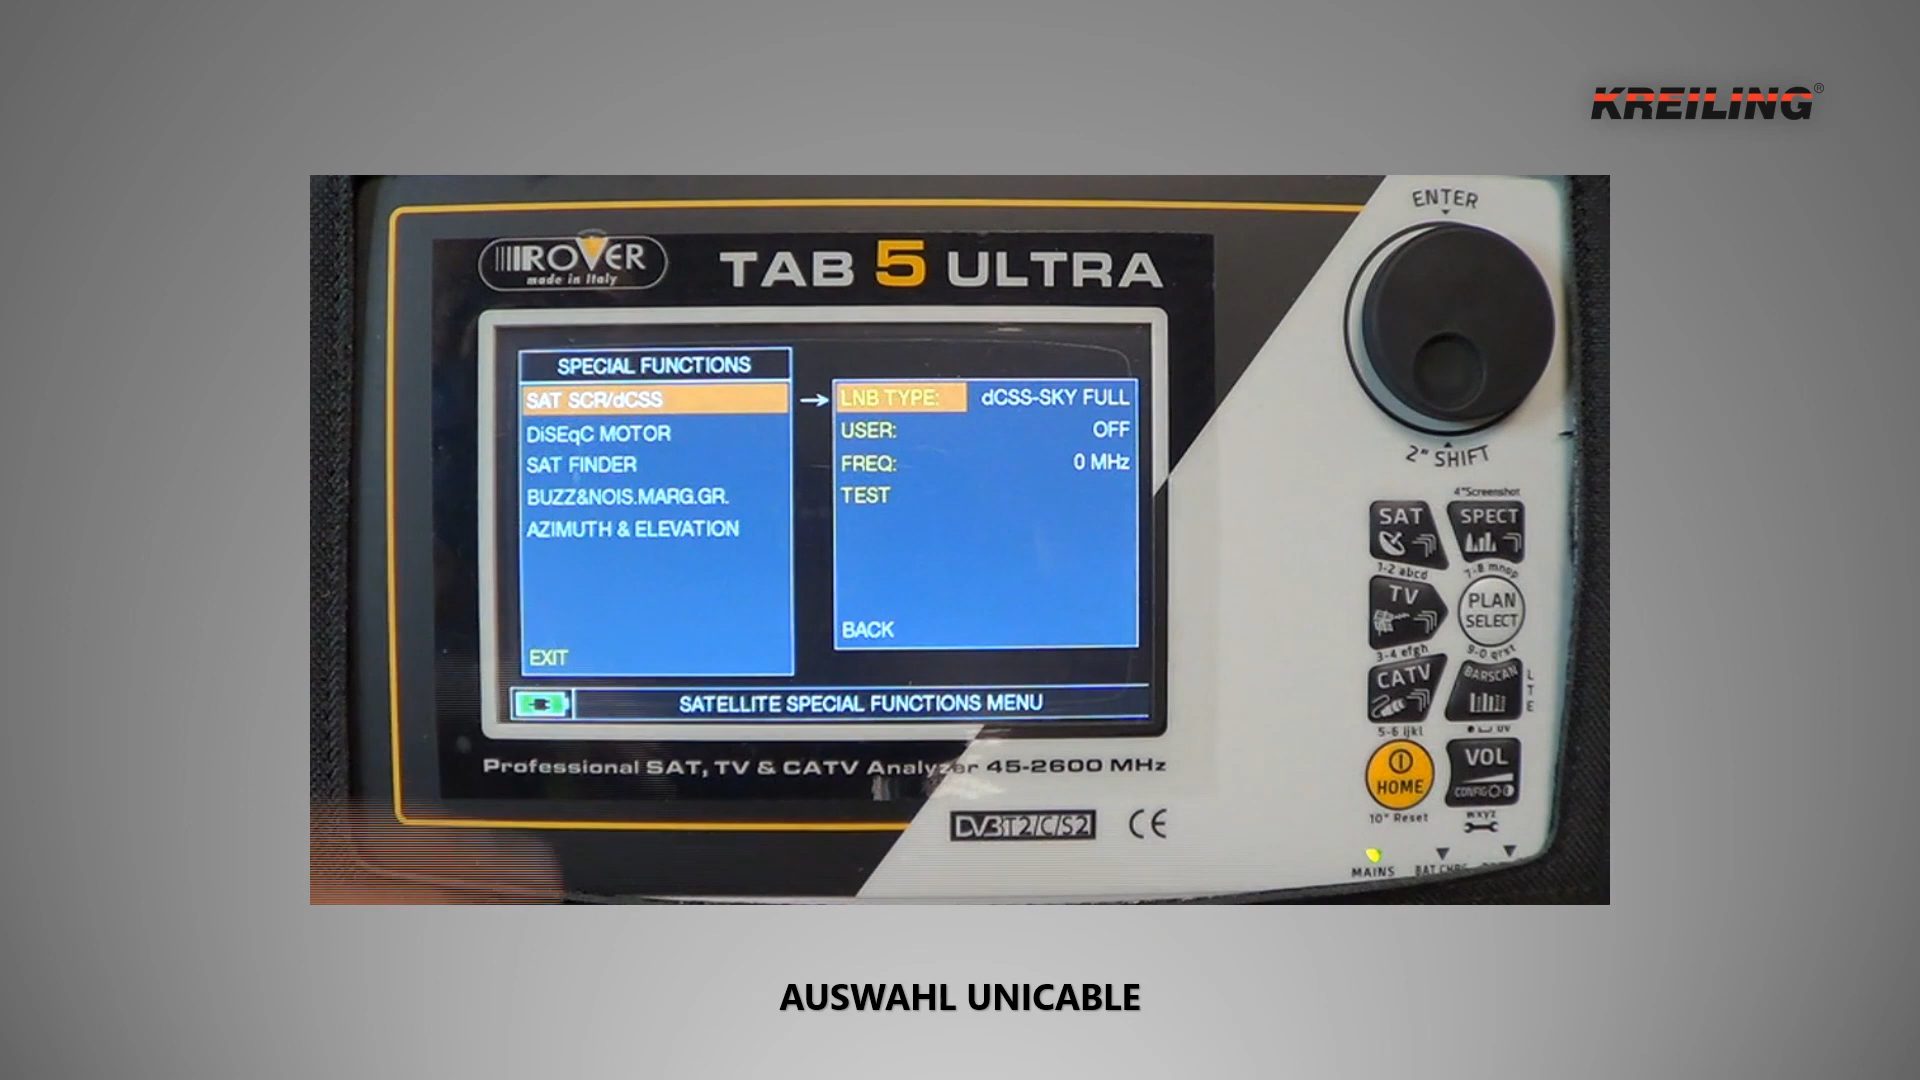 KREILING®
ENTER
ROVER
made in Italy
TAB 5 ULTRA
SPECIAL FUNCTIONS
SAT SCR/dCSS
DiSEqC MOTOR
SAT FINDER
BUZZ&NOIS.MARG.GR.
AZIMUTH & ELEVATION
EXIT
LNB TYPE: dCSS-SKY FULL
USER: OFF
FREQ: 0 MHz
TEST
BACK
SATELLITE SPECIAL FUNCTIONS MENU
Professional SAT, TV & CATV Analyzer 45-2600 MHz
DVB T2/C/S2
CE
2" SHIFT
4"Screenshot
SAT
SPECT
1-2 abcd
7-8 mnop
TV
PLAN
SELECT
3-4 efgh
9-0 qrst
CATV
BARSCAN
LTE
5-6 ijkl
UV
HOME
VOL
CONFIG
10" Reset
wxyz
MAINS
BAT CHRG
AUSWAHL UNICABLE